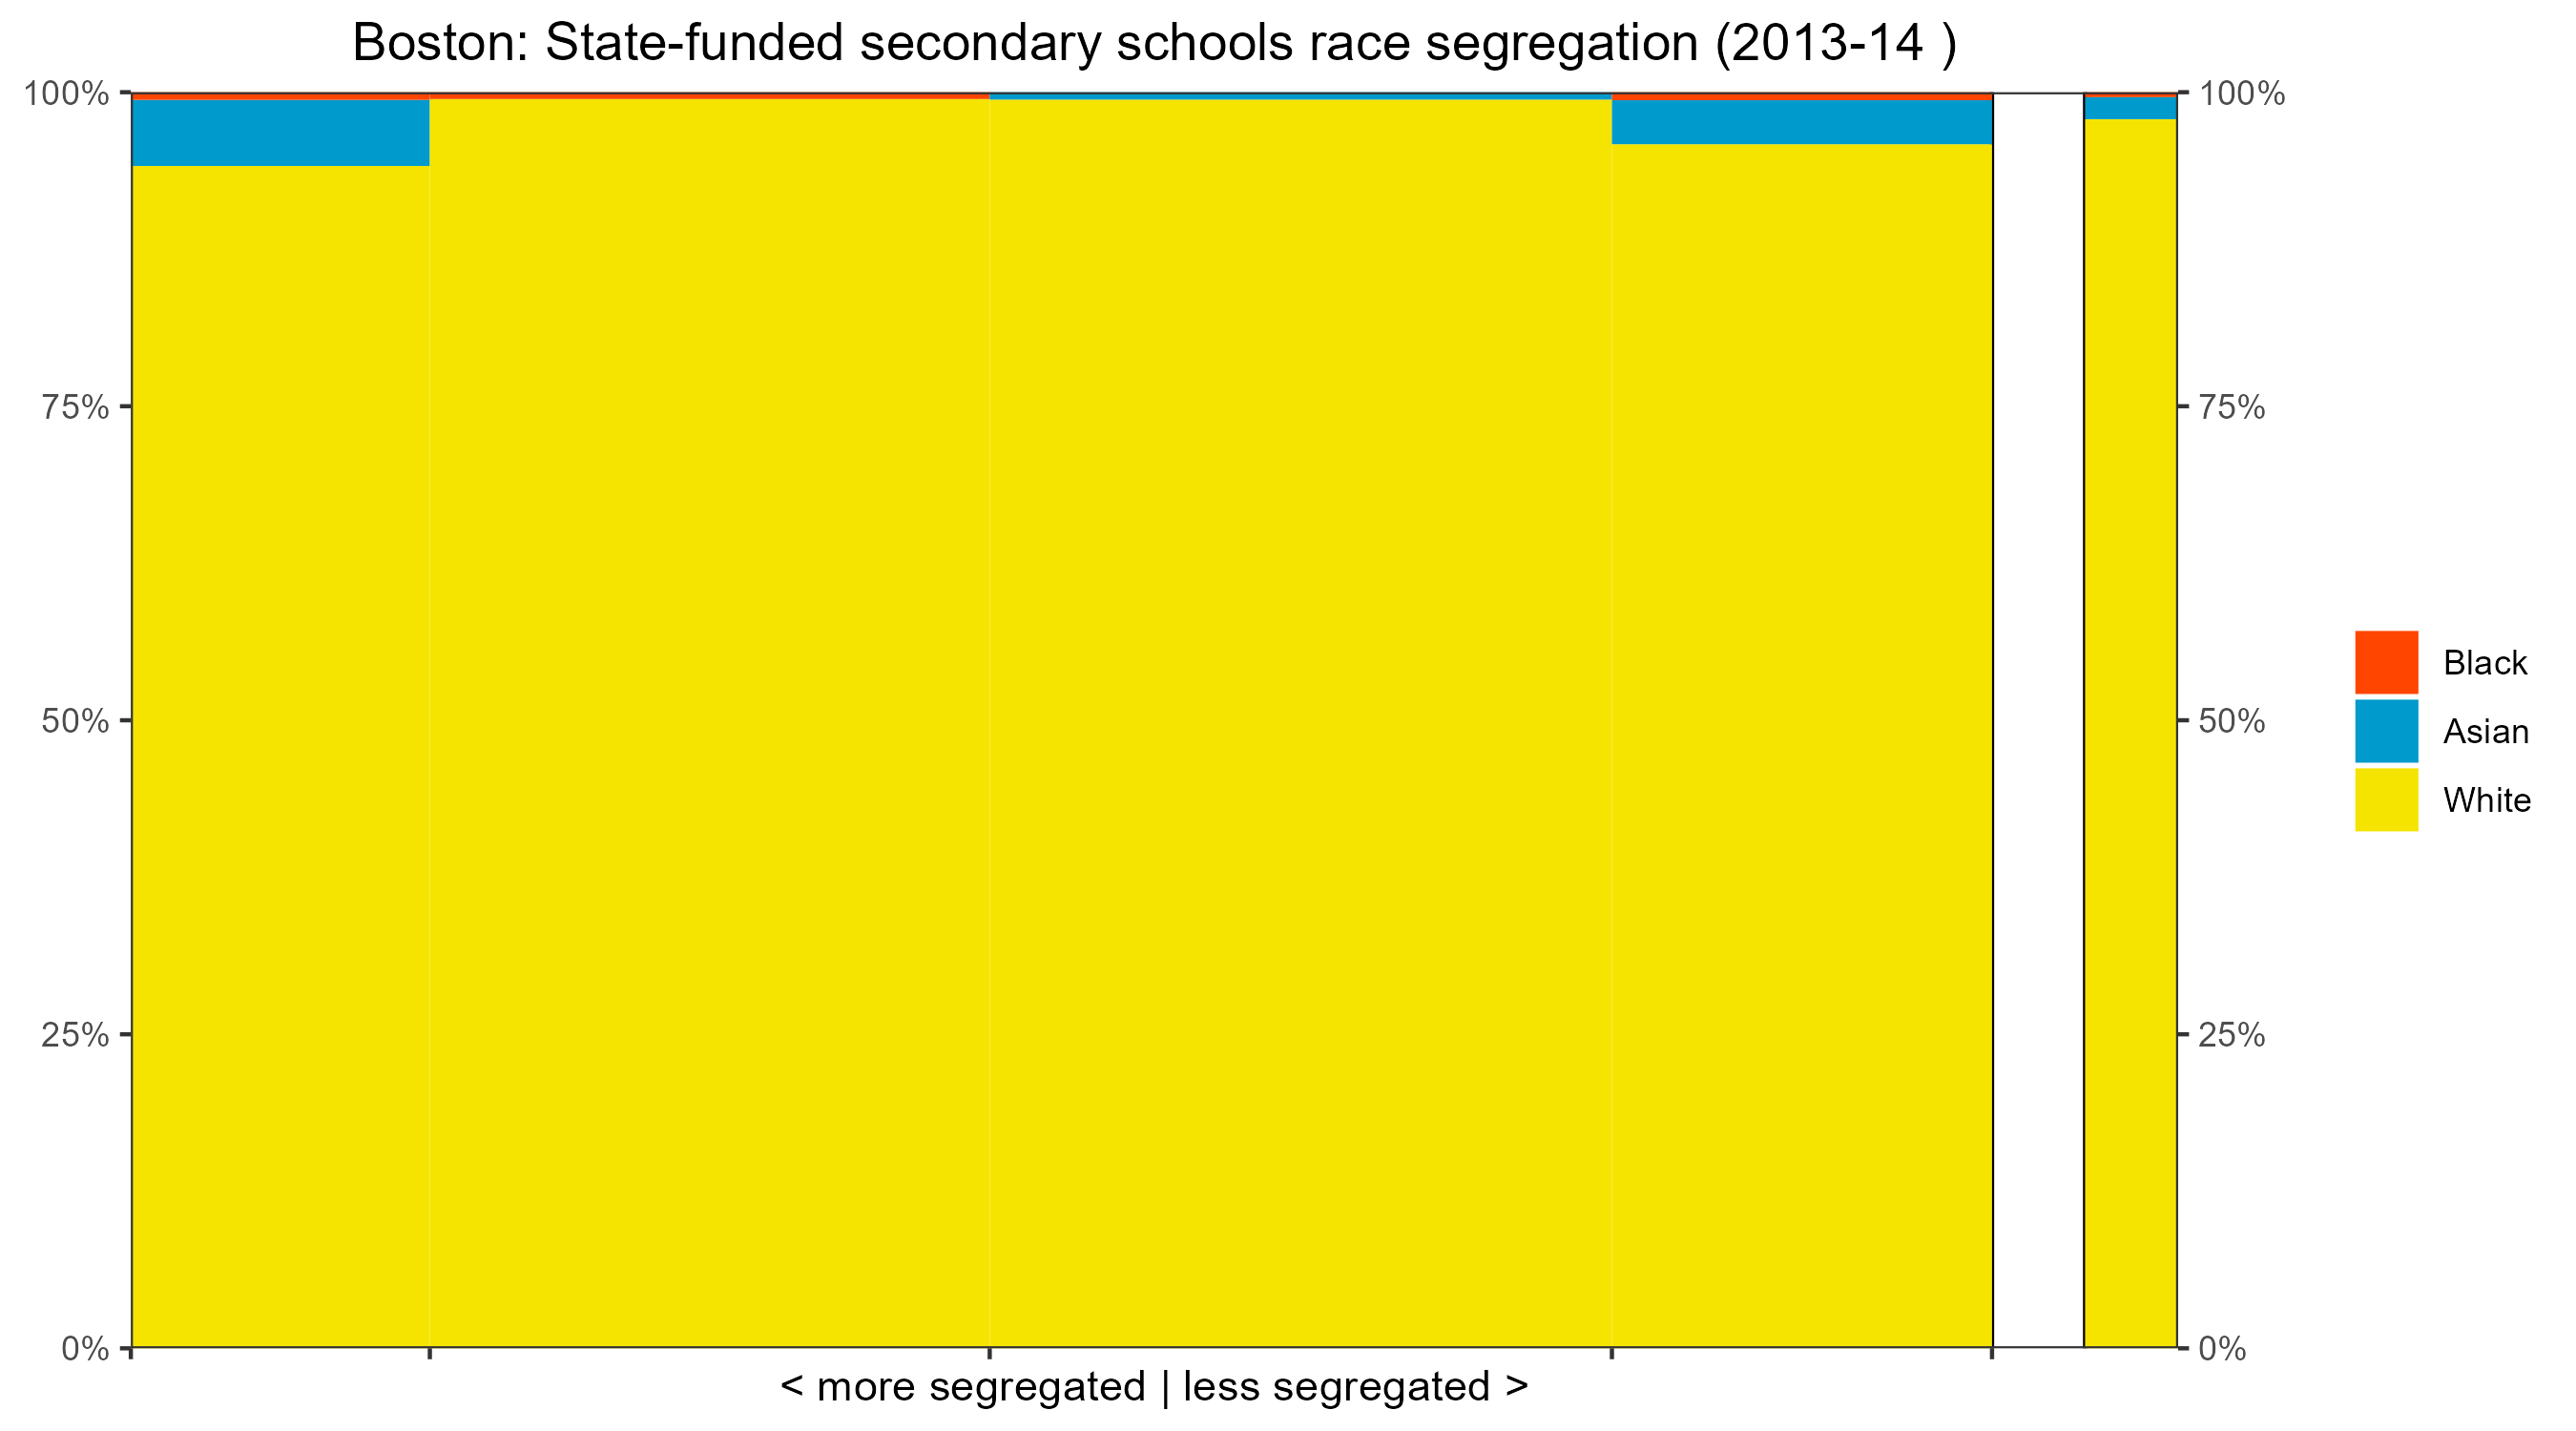 Boston: State-funded secondary schools race segregation (2013-14 )
100%
75%
50%
25%
0%
100%
75%
50%
25%
0%
Black
Asian
White
< more segregated | less segregated >